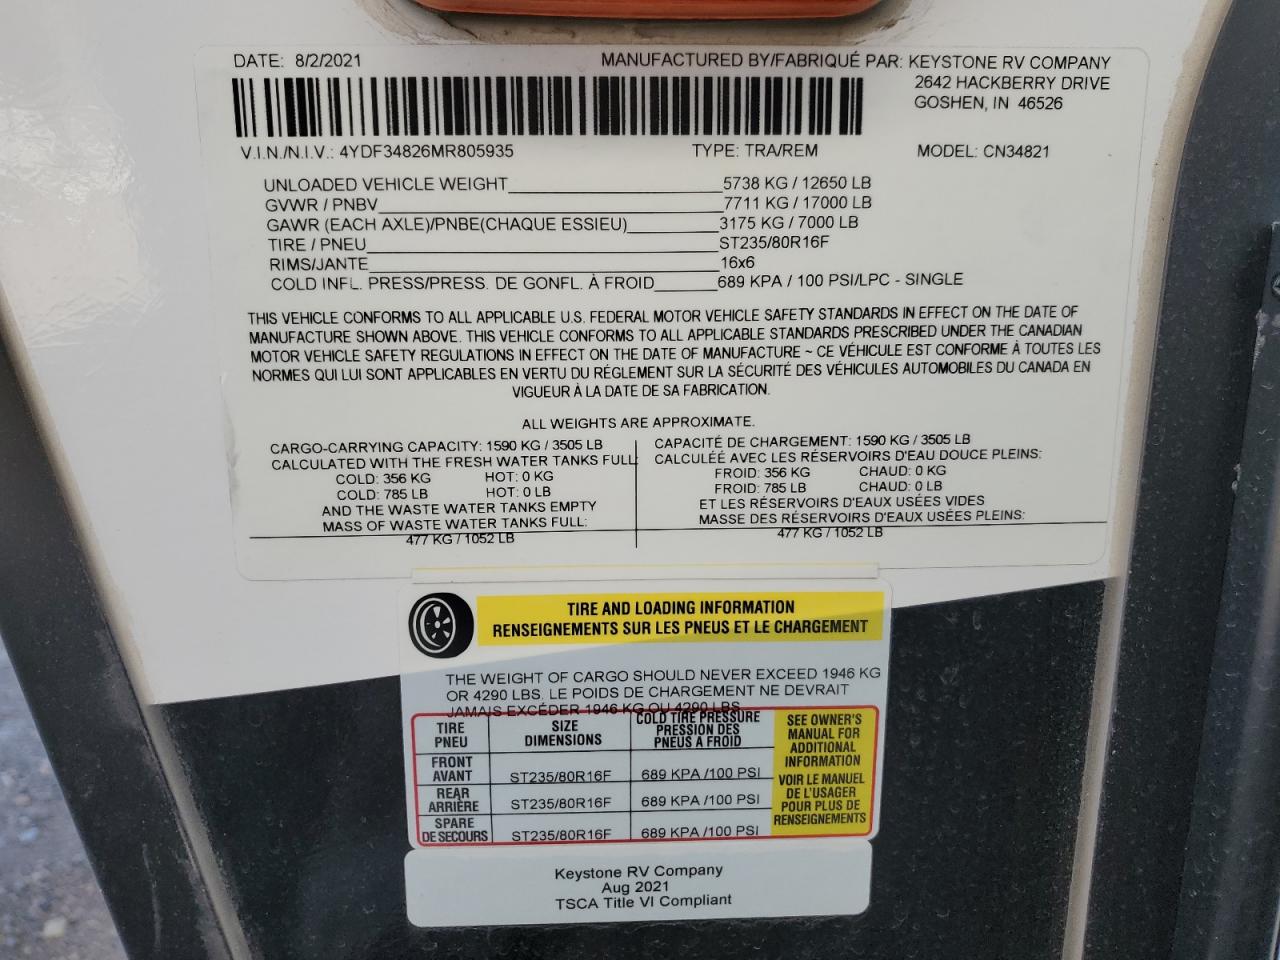 DATE: 8/2/2021 MANUFACTURED BY/FABRIQUÉ PAR: KEYSTONE RV COMPANY
2642 HACKBERRY DRIVE
GOSHEN, IN 46526
V.I.N./N.I.V.: 4YDF34826MR805935 TYPE: TRA/REM MODEL: CN34821
UNLOADED VEHICLE WEIGHT 5738 KG / 12650 LB
GVWR / PNBV 7711 KG / 17000 LB
GAWR (EACH AXLE)/PNBE(CHAQUE ESSIEU) 3175 KG / 7000 LB
TIRE / PNEU ST235/80R16F
RIMS/JANTE 16x6
COLD INFL. PRESS/PRESS. DE GONFL. À FROID 689 KPA / 100 PSI/LPC - SINGLE
THIS VEHICLE CONFORMS TO ALL APPLICABLE U.S. FEDERAL MOTOR VEHICLE SAFETY STANDARDS IN EFFECT ON THE DATE OF
MANUFACTURE SHOWN ABOVE. THIS VEHICLE CONFORMS TO ALL APPLICABLE STANDARDS PRESCRIBED UNDER THE CANADIAN
MOTOR VEHICLE SAFETY REGULATIONS IN EFFECT ON THE DATE OF MANUFACTURE ~ CE VÉHICULE EST CONFORME À TOUTES LES
NORMES QUI LUI SONT APPLICABLES EN VERTU DU RÉGLEMENT SUR LA SÉCURITÉ DES VÉHICULES AUTOMOBILES DU CANADA EN
VIGUEUR À LA DATE DE SA FABRICATION.
ALL WEIGHTS ARE APPROXIMATE.
CARGO-CARRYING CAPACITY: 1590 KG / 3505 LB
CALCULATED WITH THE FRESH WATER TANKS FULL
COLD: 356 KG HOT: 0 KG
COLD: 785 LB HOT: 0 LB
AND THE WASTE WATER TANKS EMPTY
MASS OF WASTE WATER TANKS FULL:
477 KG / 1052 LB
CAPACITÉ DE CHARGEMENT: 1590 KG / 3505 LB
CALCULÉE AVEC LES RÉSERVOIRS D'EAU DOUCE PLEINS:
FROID: 356 KG CHAUD: 0 KG
FROID: 785 LB CHAUD: 0 LB
ET LES RÉSERVOIRS D'EAUX USÉES VIDES
MASSE DES RÉSERVOIRS D'EAUX USÉES PLEINS:
477 KG / 1052 LB
TIRE AND LOADING INFORMATION
RENSEIGNEMENTS SUR LES PNEUS ET LE CHARGEMENT
THE WEIGHT OF CARGO SHOULD NEVER EXCEED 1946 KG
OR 4290 LBS. LE POIDS DE CHARGEMENT NE DEVRAIT
JAMAIS EXCÉDER 1946 KG OU 4290 LBS
TIRE SIZE COLD TIRE PRESSURE
PNEU DIMENSIONS PRESSION DES
PNEUS A FROID
FRONT
AVANT ST235/80R16F 689 KPA /100 PSI
REAR
ARRIÈRE ST235/80R16F 689 KPA /100 PSI
SPARE
DE SECOURS ST235/80R16F 689 KPA /100 PSI
SEE OWNER'S
MANUAL FOR
ADDITIONAL
INFORMATION
VOIR LE MANUEL
DE L'USAGER
POUR PLUS DE
RENSEIGNEMENTS
Keystone RV Company
Aug 2021
TSCA Title VI Compliant